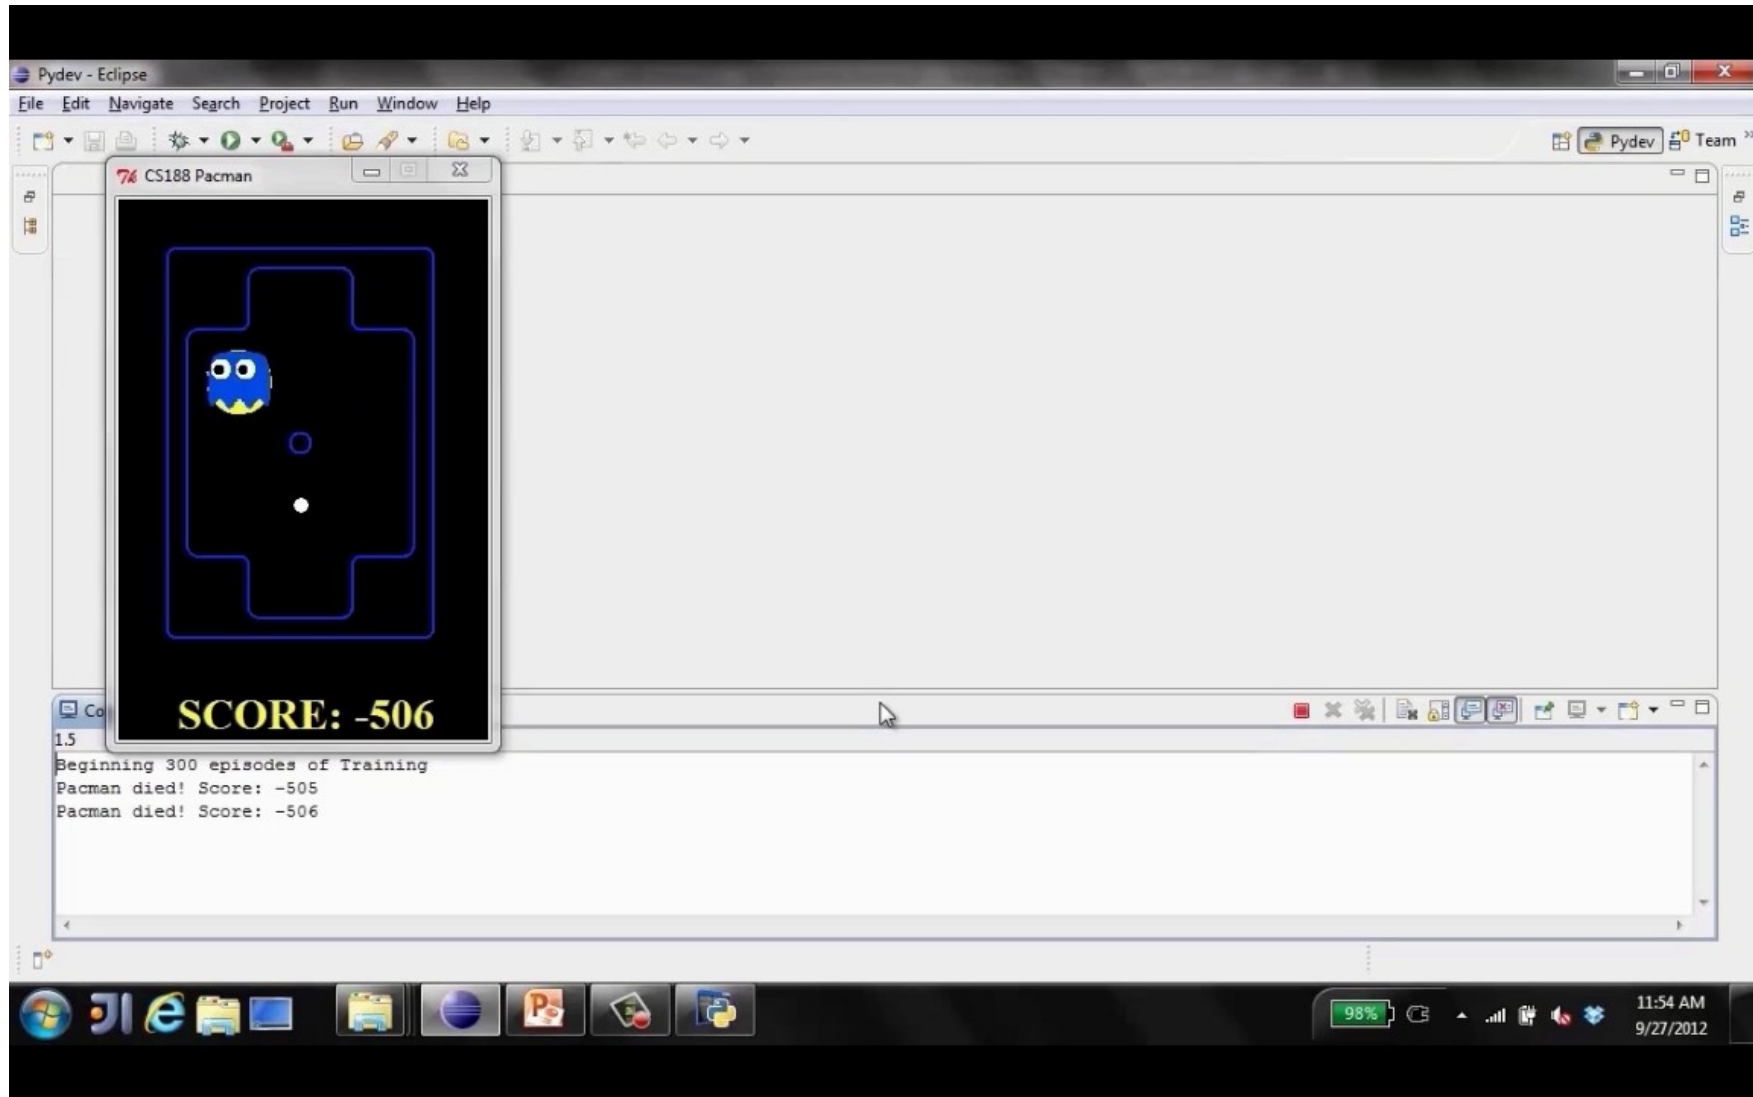 Pydev - Eclipse
File Edit Navigate Search Project Run Window Help
Pydev Team
CS188 Pacman
SCORE: -506
Co
1.5
Beginning 300 episodes of Training
Pacman died! Score: -505
Pacman died! Score: -506
98%
11:54 AM
9/27/2012